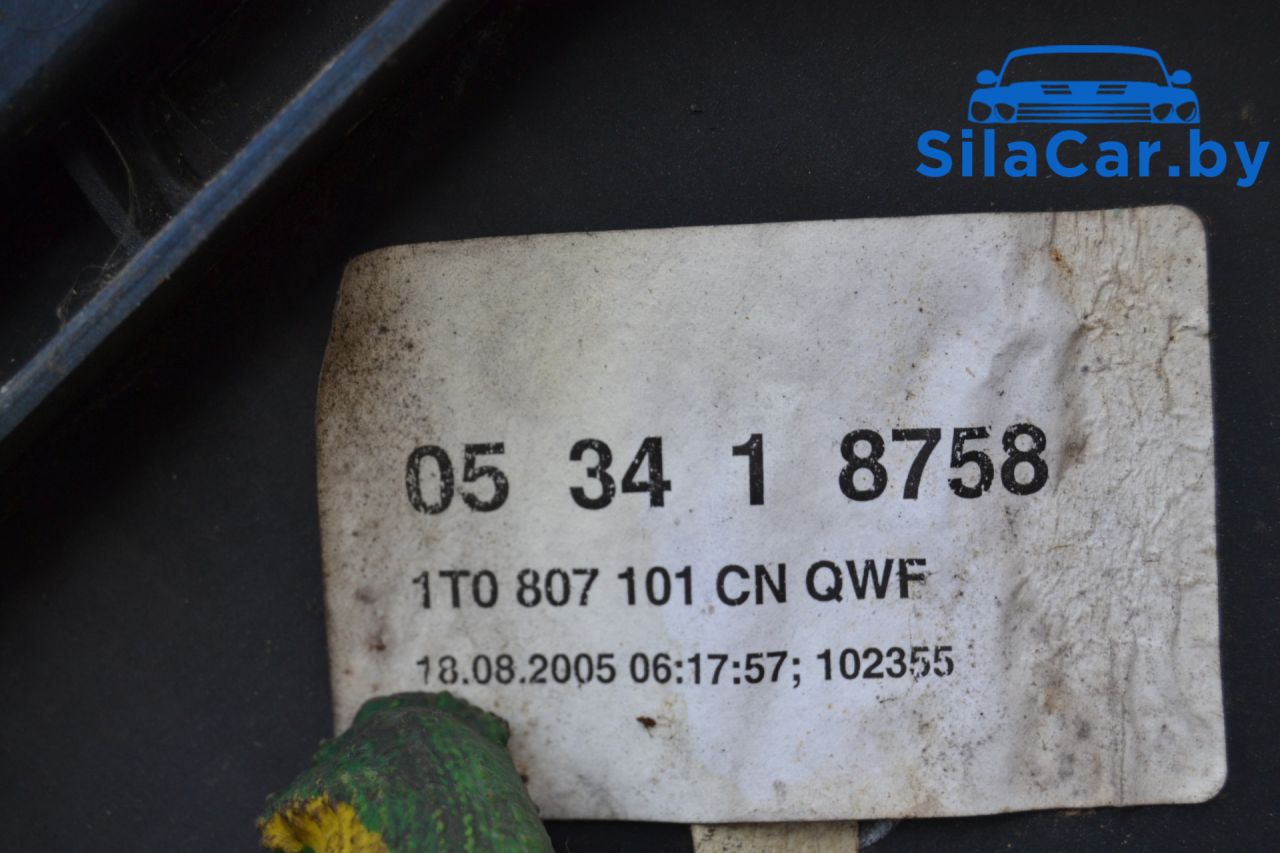 SilaCar.by
05 34 1 8758
1T0 807 101 CN QWF
18.08.2005 06:17:57; 102355